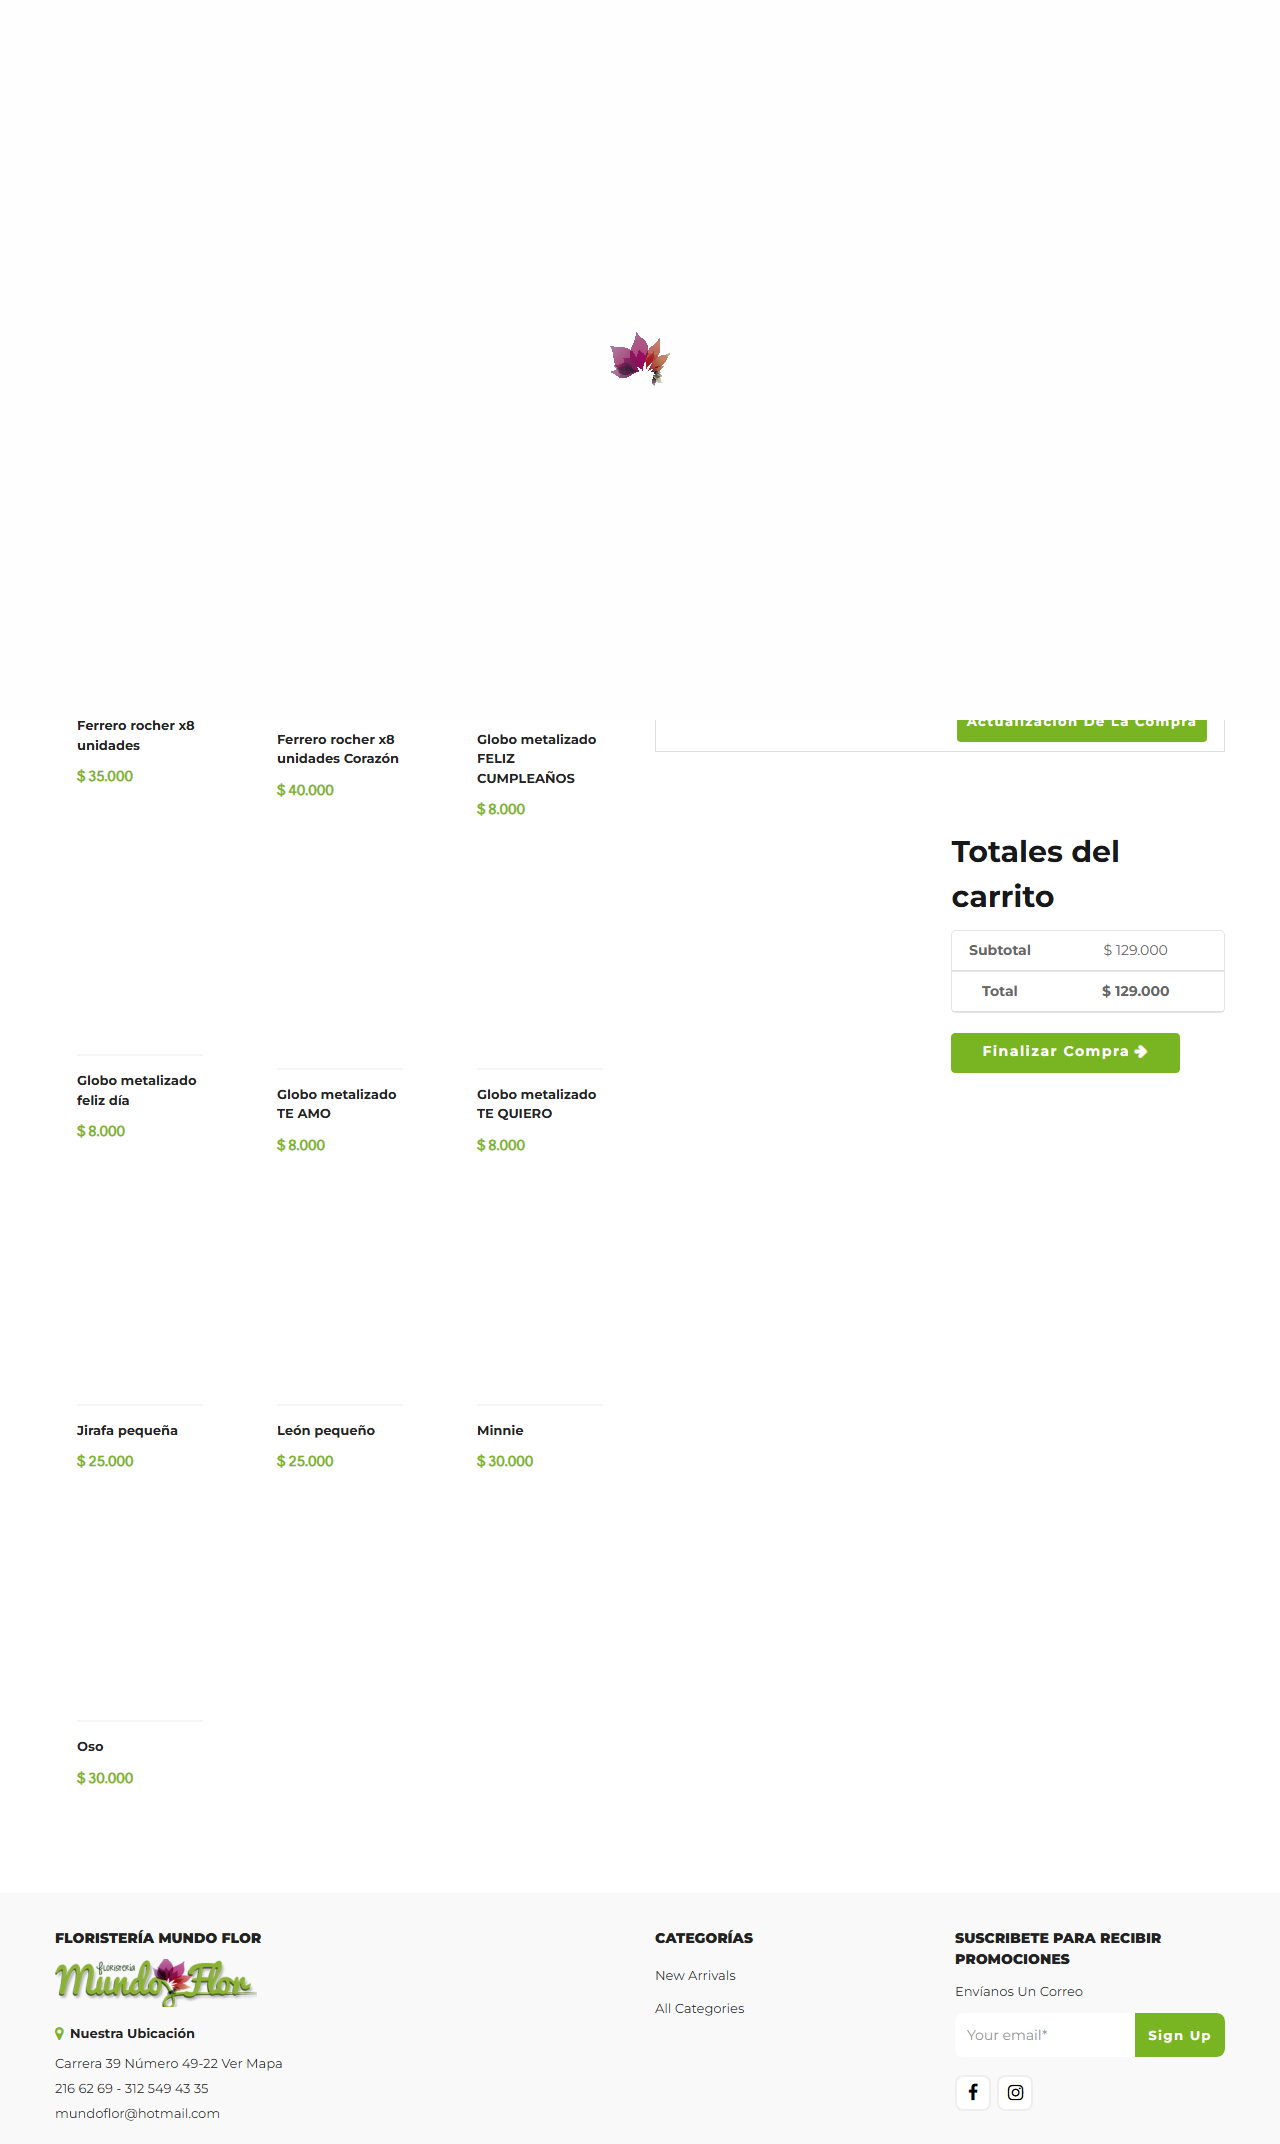 Ferrero rocher x8
unidades
$ 35.000
Ferrero rocher x8
unidades Corazón
$ 40.000
Globo metalizado
FELIZ
CUMPLEAÑOS
$ 8.000
Actualización De La Compra
Totales del
carrito
Subtotal $ 129.000
Total $ 129.000
Finalizar Compra
Globo metalizado
feliz día
$ 8.000
Globo metalizado
TE AMO
$ 8.000
Globo metalizado
TE QUIERO
$ 8.000
Jirafa pequeña
$ 25.000
León pequeño
$ 25.000
Minnie
$ 30.000
Oso
$ 30.000
FLORISTERÍA MUNDO FLOR
floristería
Mundo Flor
Nuestra Ubicación
Carrera 39 Número 49-22 Ver Mapa
216 62 69 - 312 549 43 35
mundoflor@hotmail.com
CATEGORÍAS
New Arrivals
All Categories
SUSCRIBETE PARA RECIBIR
PROMOCIONES
Envíanos Un Correo
Your email*
Sign Up